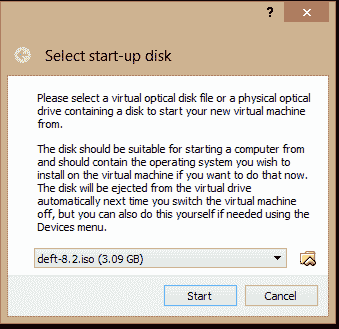 ?
Select start-up disk
Please select a virtual optical disk file or a physical optical
drive containing a disk to start your new virtual machine
from.
The disk should be suitable for starting a computer from
and should contain the operating system you wish to
install on the virtual machine if you want to do that now.
The disk will be ejected from the virtual drive
automatically next time you switch the virtual machine
off, but you can also do this yourself if needed using the
Devices menu.
deft-8.2.iso (3.09 GB)
Start Cancel